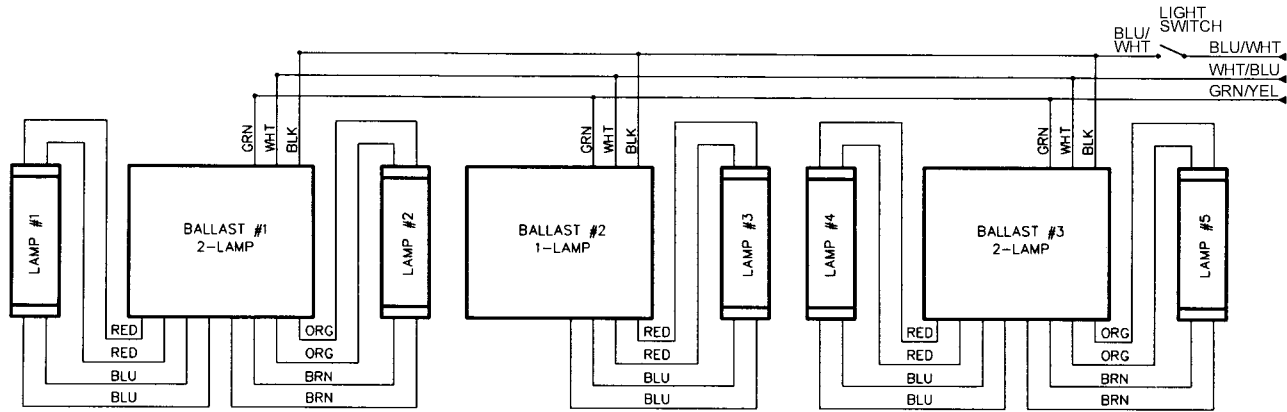 LIGHT
SWITCH
BLU/
WHT
BLU/WHT
WHT/BLU
GRN/YEL
GRN
WHT
BLK
GRN
WHT
BLK
GRN
WHT
BLK
LAMP #1
BALLAST #1
2-LAMP
LAMP #2
BALLAST #2
1-LAMP
LAMP #3
LAMP #4
BALLAST #3
2-LAMP
LAMP #5
RED
ORG
RED
RED
ORG
RED
ORG
RED
RED
ORG
BLU
BRN
BLU
BLU
BRN
BLU
BRN
BLU
BLU
BRN